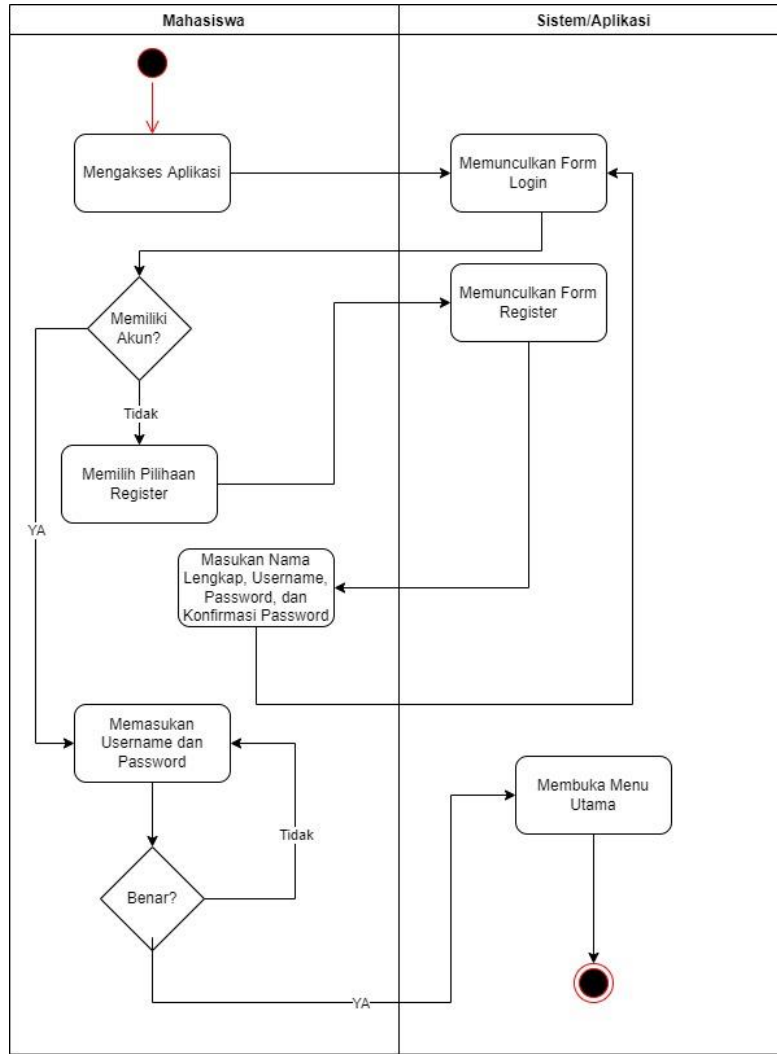 Mahasiswa
Sistem/Aplikasi
Mengakses Aplikasi
Memunculkan Form
Login
Memiliki
Akun?
Memunculkan Form
Register
Tidak
Memilih Pilihaan
Register
YA
Masukan Nama
Lengkap, Username,
Password, dan
Konfirmasi Password
Memasukan
Username dan
Password
Membuka Menu
Utama
Tidak
Benar?
YA